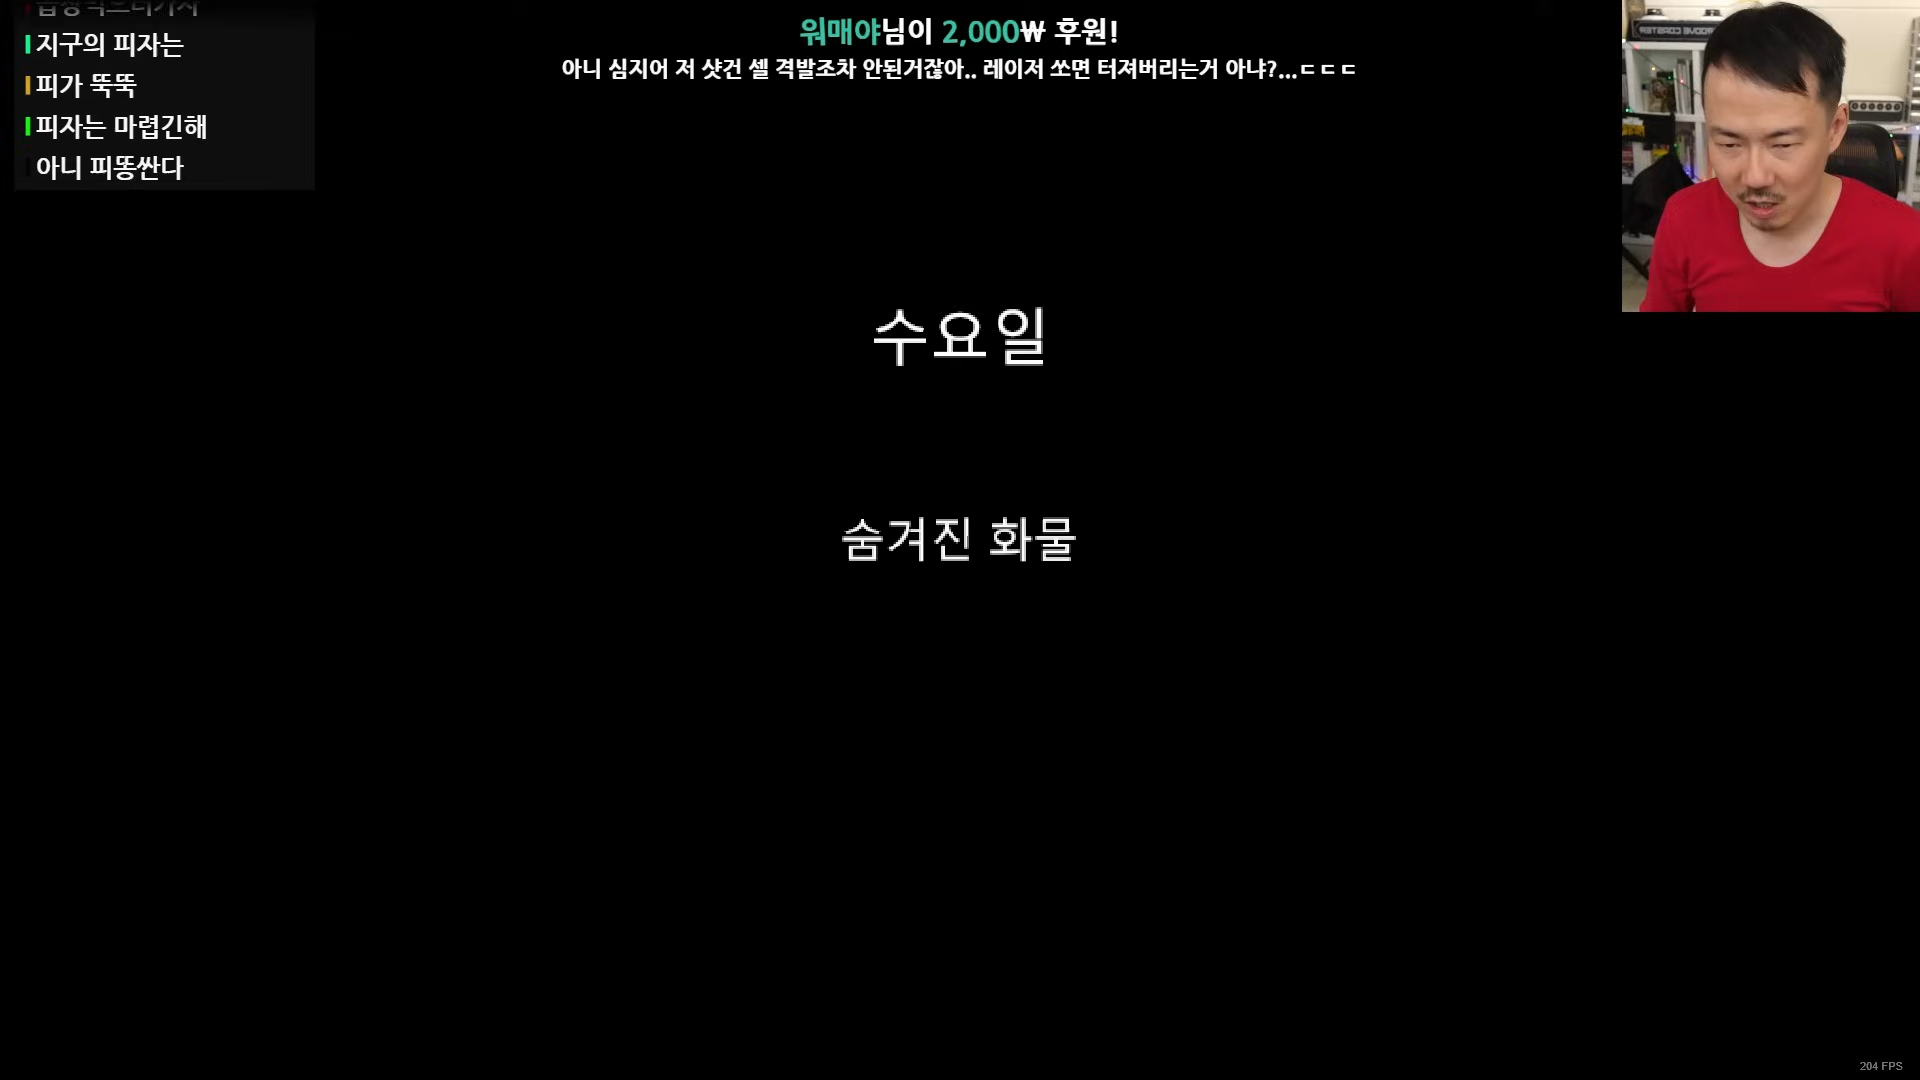 지구의 피자는
피가 뚝뚝
피자는 마렵긴해
아니 피똥싼다
워매야님이 2,000₩ 후원!
아니 심지어 저 샷건 셀 격발조차 안된거잖아.. 레이저 쏘면 터져버리는거 아냐?...ㄷㄷㄷ
수요일
숨겨진 화물
204 FPS